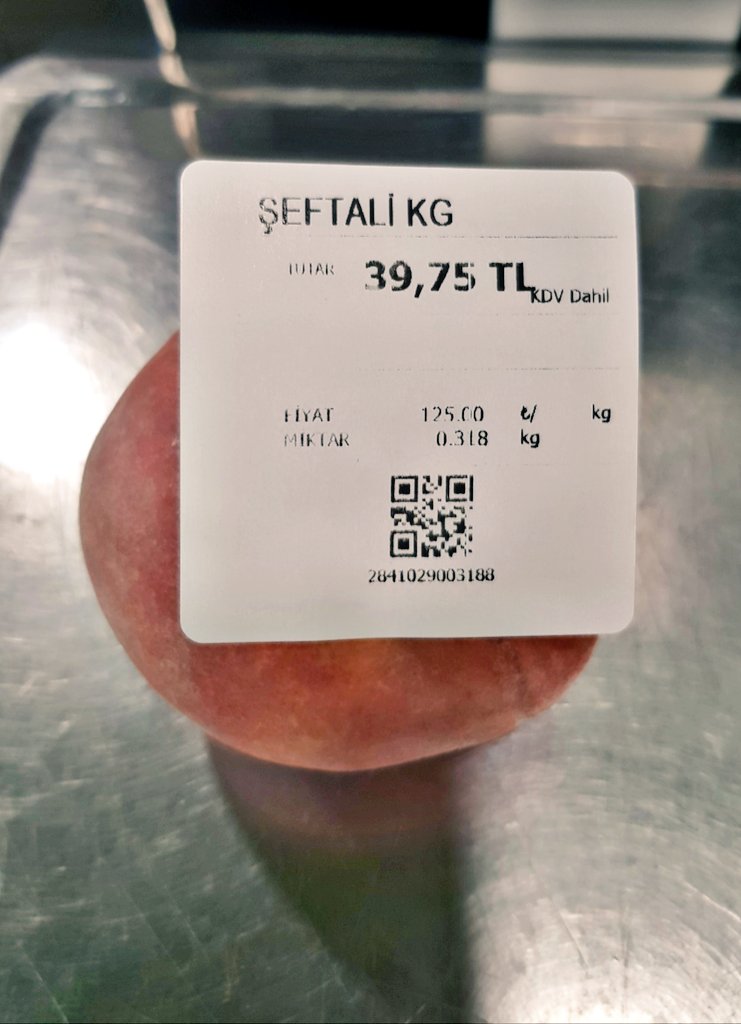 ŞEFTALİ KG
TUTAR 39,75 TL KDV Dahil
FİYAT 125.00 ₺/ kg
MİKTAR 0.318 kg
2841029003188